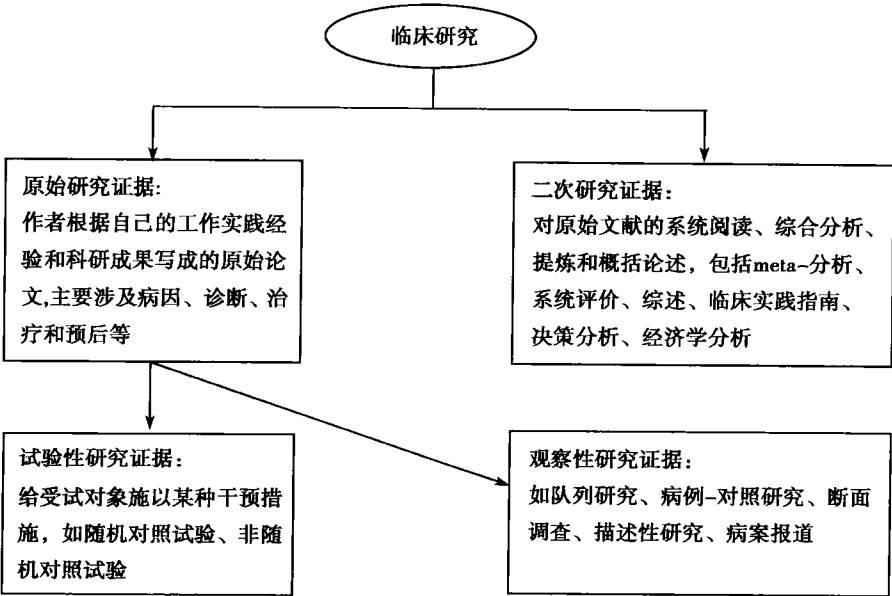 临床研究
原始研究证据:
作者根据自己的工作实践经
验和科研成果写成的原始论
文,主要涉及病因、诊断、治
疗和预后等
二次研究证据:
对原始文献的系统阅读、综合分析、
提炼和概括论述，包括meta-分析、
系统评价、综述、临床实践指南、
决策分析、经济学分析
试验性研究证据:
给受试对象施以某种干预措
施，如随机对照试验、非随
机对照试验
观察性研究证据:
如队列研究、病例-对照研究、断面
调查、描述性研究、病案报道